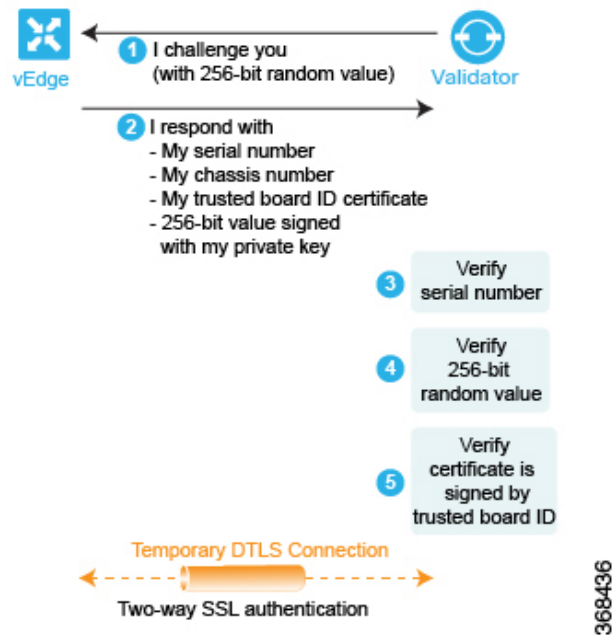 vEdge
Validator
1 I challenge you
(with 256-bit random value)
2 I respond with
- My serial number
- My chassis number
- My trusted board ID certificate
- 256-bit value signed
with my private key
3 Verify
serial number
4 Verify
256-bit
random value
5 Verify
certificate is
signed by
trusted board ID
Temporary DTLS Connection
Two-way SSL authentication
368436